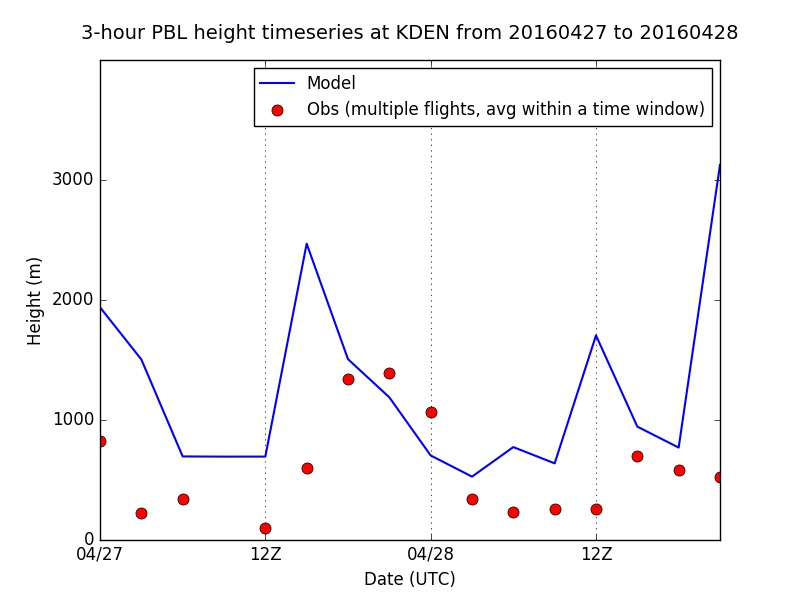 3-hour PBL height timeseries at KDEN from 20160427 to 20160428
Model
Obs (multiple flights, avg within a time window)
3000
2000
1000
0
Height (m)
04/27
12Z
04/28
12Z
Date (UTC)